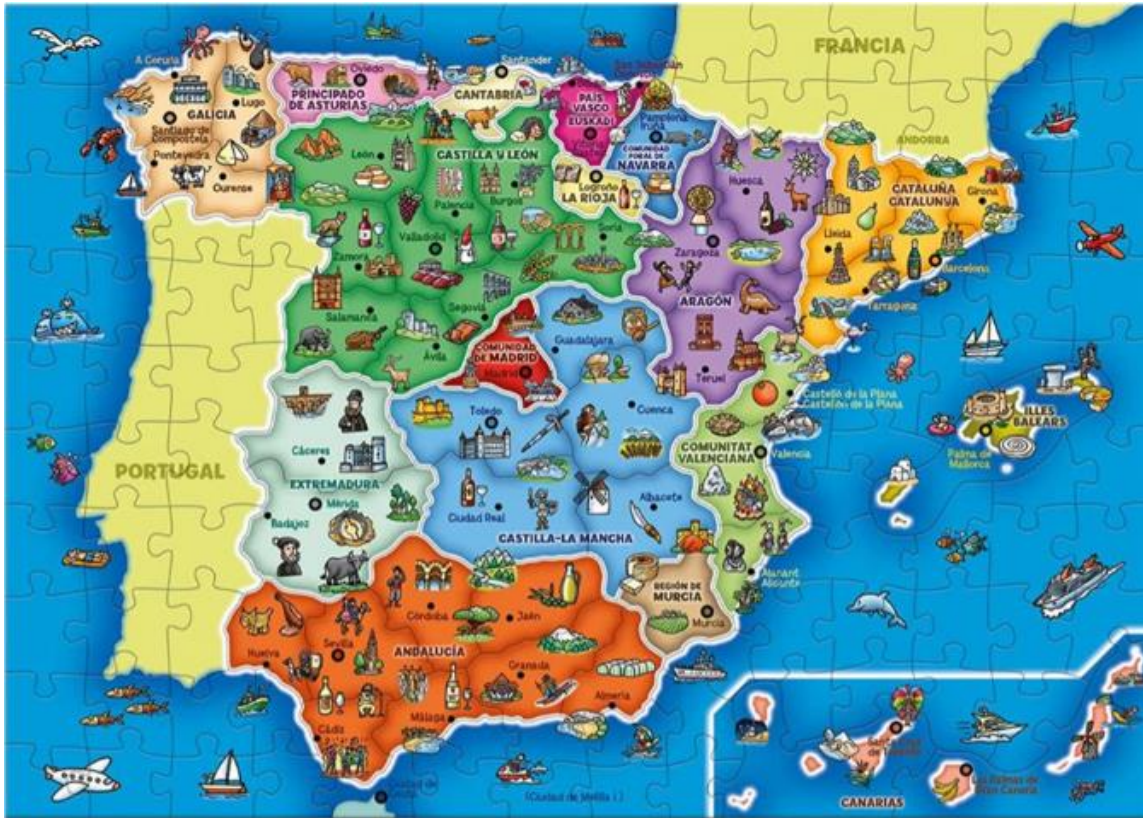 FRANCIA
A Coruña
Lugo
GALICIA
Santiago de
Compostela
Pontevedra
Ourense
Oviedo
PRINCIPADO
DE ASTURIAS
Santander
CANTABRIA
San Sebastián
PAÍS
VASCO
EUSKADI
Pamplona
Iruña
COMUNIDAD
FORAL DE
NAVARRA
Logroño
LA RIOJA
ANDORRA
León
CASTILLA Y LEÓN
Palencia
Burgos
Valladolid
Soria
Zamora
Salamanca
Segovia
Ávila
Huesca
Zaragoza
ARAGÓN
Teruel
CATALUÑA
CATALUNYA
Girona
Lleida
Barcelona
Tarragona
COMUNIDAD
DE MADRID
Madrid
Guadalajara
Toledo
Cuenca
Ciudad Real
Albacete
CASTILLA-LA MANCHA
Castelló de la Plana
Castellón de la Plana
COMUNITAT
VALENCIANA
Valencia
Alacant
Alicante
ILLES
BALEARS
Palma de
Mallorca
PORTUGAL
Cáceres
EXTREMADURA
Mérida
Badajoz
REGIÓN DE
MURCIA
Murcia
Córdoba
Jaén
Huelva
Sevilla
ANDALUCÍA
Granada
Almería
Málaga
Cádiz
Ciudad de
(Ciudad de Melilla ↓)
Las Palmas de
Gran Canaria
CANARIAS